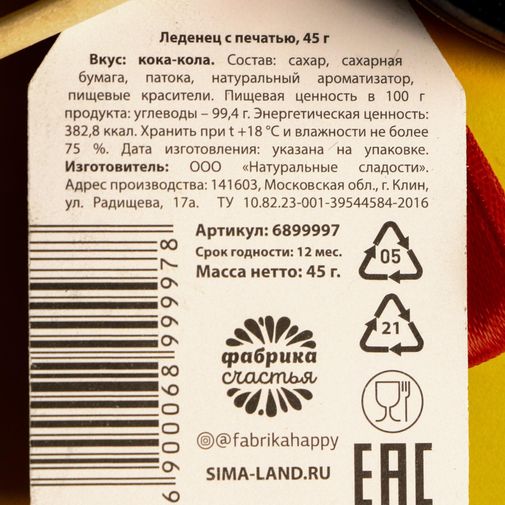 Леденец с печатью, 45 г
Вкус: кока-кола. Состав: сахар, сахарная
бумага, патока, натуральный ароматизатор,
пищевые красители. Пищевая ценность в 100 г
продукта: углеводы – 99,4 г. Энергетическая ценность:
382,8 ккал. Хранить при t +18 °С и влажности не более
75 %. Дата изготовления: указана на упаковке.
Изготовитель: ООО «Натуральные сладости».
Адрес производства: 141603, Московская обл., г. Клин,
ул. Радищева, 17а. ТУ 10.82.23-001-39544584-2016
Артикул: 6899997
Срок годности: 12 мес.
Масса нетто: 45 г.
05
21
фабрика
счастья
@fabrikahappy
SIMA-LAND.RU
EAC
6 900068 999978